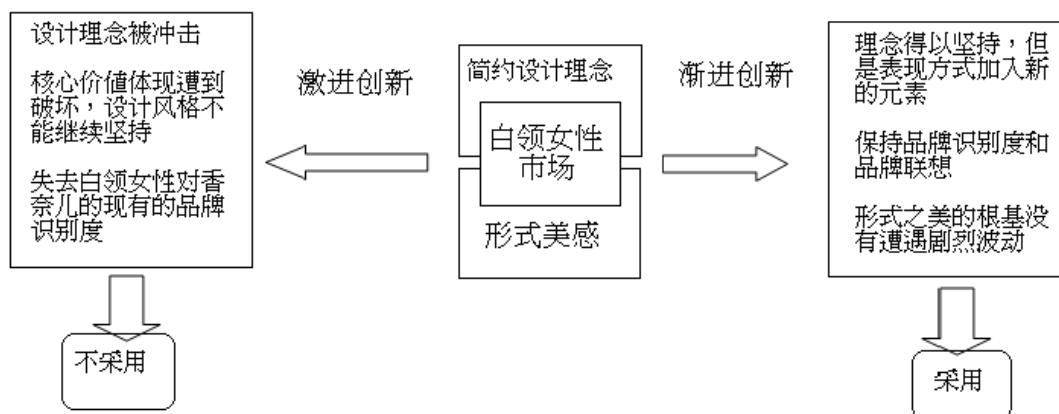 设计理念被冲击
核心价值体现遭到
破坏，设计风格不
能继续坚持
失去白领女性对香
奈儿的现有的品牌
识别度
不采用
激进创新
简约设计理念
白领女性
市场
形式美感
渐进创新
理念得以坚持，但
是表现方式加入新
的元素
保持品牌识别度和
品牌联想
形式之美的根基没
有遭遇剧烈波动
采用